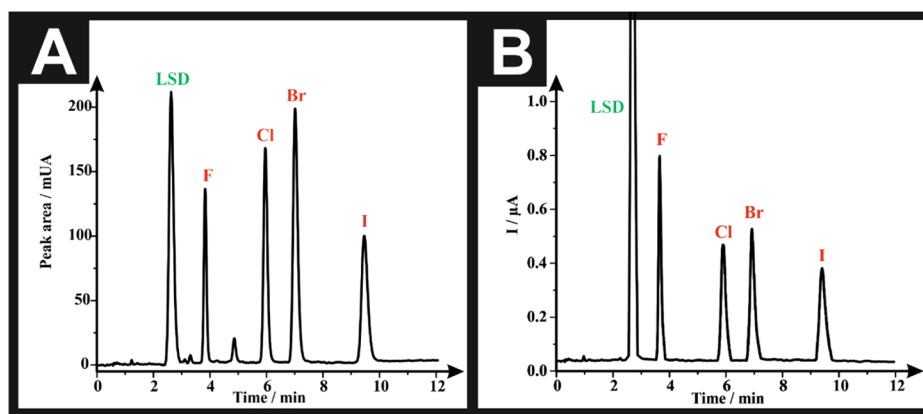 A
LSD
F
Cl
Br
I
200
150
100
50
0
Peak area / mUA
0 2 4 6 8 10 12
Time / min
B
LSD
F
Cl
Br
I
1.0
0.8
0.6
0.4
0.2
0.0
I / µA
0 2 4 6 8 10 12
Time / min